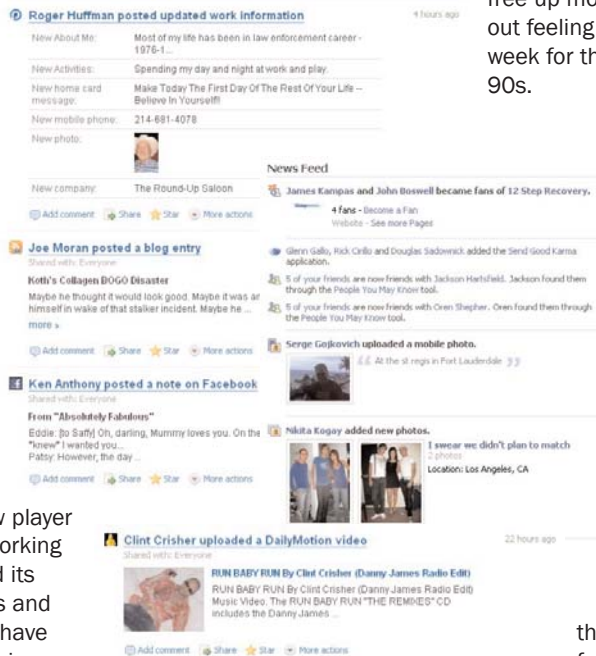 free up mo
out feeling
week for th
90s.
Roger Huffman posted updated work information
4 hours ago
New About Me: Most of my life has been in law enforcement career -
1976-1...
New Activities: Spending my day and night at work and play.
New home card message: Make Today The First Day Of The Rest Of Your Life --
Believe In Yourself!
New mobile phone: 214-681-4078
New photo:
New company: The Round-Up Saloon
Add comment Share Star More actions
Joe Moran posted a blog entry
Shared with: Everyone
Koth's Collagen BOGO Disaster
Maybe he thought it would look good. Maybe it was ar
himself in wake of that stalker incident. Maybe he ...
more »
Add comment Share Star More actions
Ken Anthony posted a note on Facebook
Shared with: Everyone
From "Absolutely Fabulous"
Eddie: [to Saffy] Oh, darling, Mummy loves you. On the
"knew" I wanted you...
Patsy: However, the day ...
Add comment Share Star More actions
News Feed
James Kampas and John Boswell became fans of 12 Step Recovery.
4 fans - Become a Fan
Website - See more Pages
Glenn Gallo, Rick Cirillo and Douglas Sadownick added the Send Good Karma
application.
5 of your friends are now friends with Jackson Hartsfield. Jackson found them
through the People You May Know tool.
5 of your friends are now friends with Oren Shepher. Oren found them through
the People You May Know tool.
Serge Gojkovich uploaded a mobile photo.
At the st regis in Fort Lauderdale
Nikita Kogay added new photos.
I swear we didn't plan to match
2 photos
Location: Los Angeles, CA
w player
orking
d its
s and
have
Clint Crisher uploaded a DailyMotion video
22 hours ago
Shared with: Everyone
RUN BABY RUN By Clint Crisher (Danny James Radio Edit)
RUN BABY RUN By Clint Crisher (Danny James Radio Edit)
Music Video. The RUN BABY RUN "THE REMIXES" CD
includes the Danny James ...
Add comment Share Star More actions
th